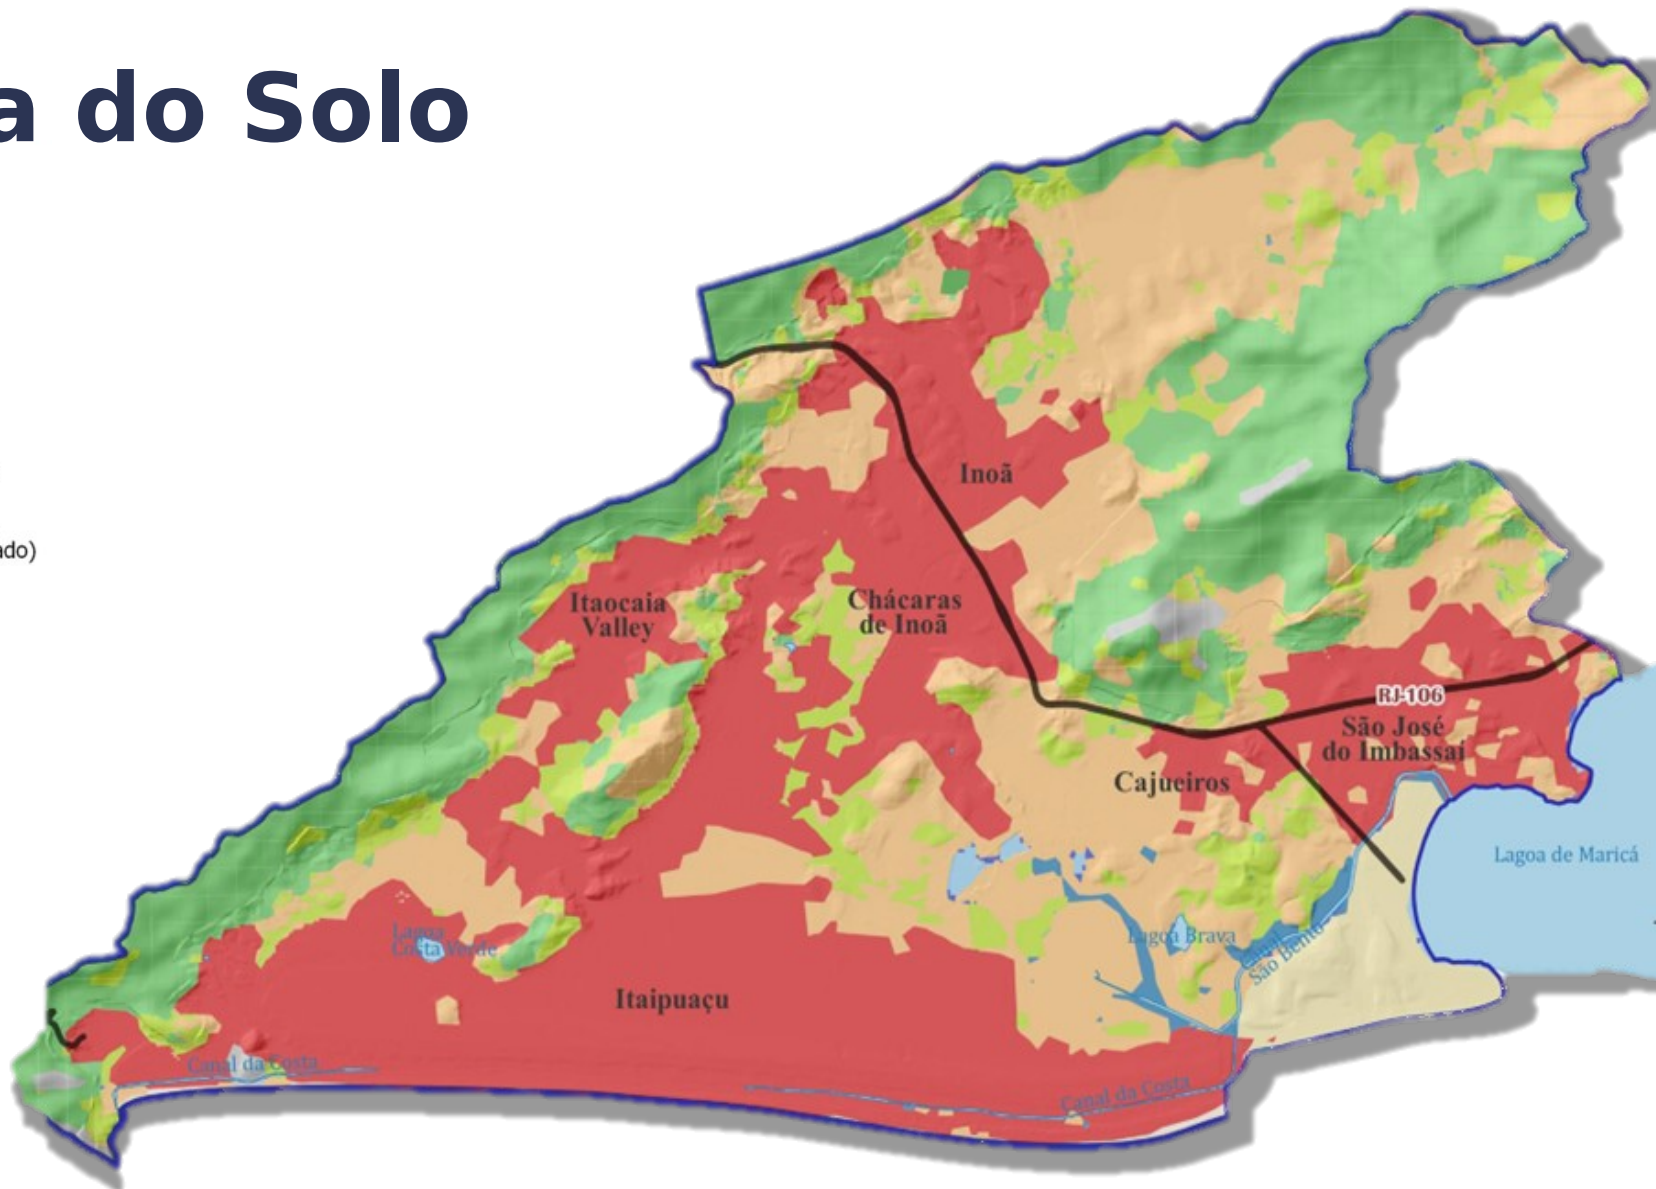 a do Solo
ado)
Inoã
Itaocaia
Valley
Chácaras
de Inoã
RJ-106
São José
do Imbassaí
Cajueiros
Lagoa de Maricá
Lagoa
Costa Verde
Lagoa Brava
Canal
São Bento
Itaipuaçu
Canal da Costa
Canal da Costa